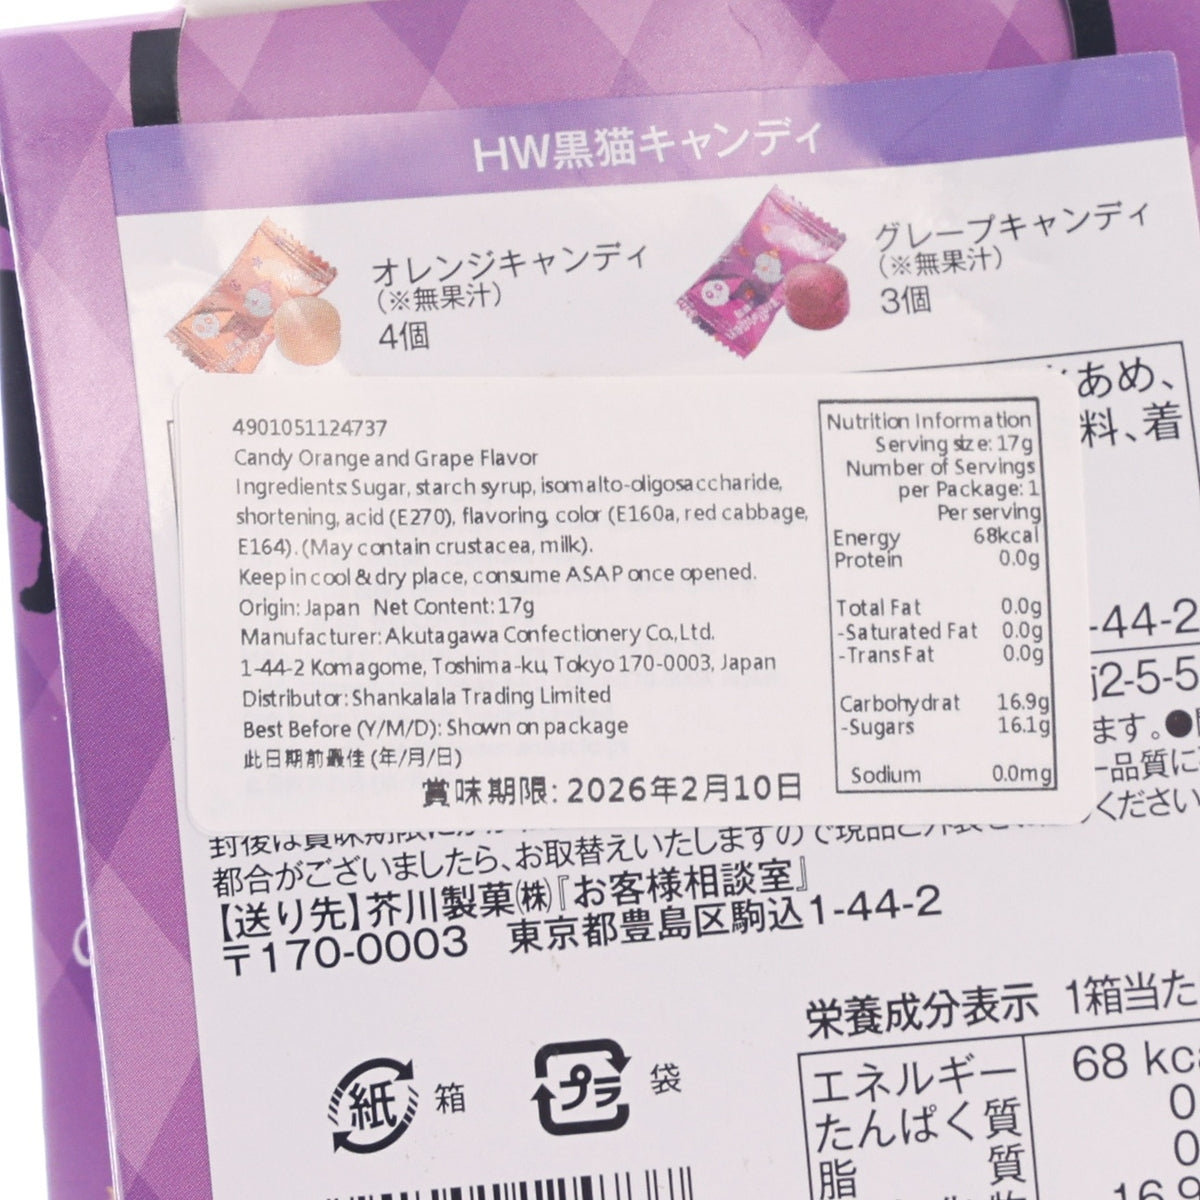 HW黒猫キャンディ
オレンジキャンディ
(※無果汁)
4個
グレープキャンディ
(※無果汁)
3個
あめ、
料、着
4901051124737
Candy Orange and Grape Flavor
Ingredients: Sugar, starch syrup, isomalto-oligosaccharide,
shortening, acid (E270), flavoring, color (E160a, red cabbage,
E164). (May contain crustacea, milk).
Keep in cool & dry place, consume ASAP once opened.
Origin: Japan Net Content: 17g
Manufacturer: Akutagawa Confectionery Co., Ltd.
1-44-2 Komagome, Toshima-ku, Tokyo 170-0003, Japan
Distributor: Shankalala Trading Limited
Best Before (Y/M/D): Shown on package
此日期前最佳 (年/月/日)
賞味期限: 2026年2月10日
Nutrition Information
Serving size: 17g
Number of Servings
per Package: 1
Per serving
Energy 68kcal
Protein 0.0g
Total Fat 0.0g
-Saturated Fat 0.0g
-Trans Fat 0.0g
Carbohydrat 16.9g
-Sugars 16.1g
Sodium 0.0mg
-44-2
2-5-5
ます。●
品質に
ください
都合がございましたら、お取替えいたしますので現品と
【送り先】芥川製菓(株)『お客様相談室』
〒170-0003 東京都豊島区駒込1-44-2
紙 箱
プラ 袋
栄養成分表示 1箱当た
エネルギー 68 kc
たんぱく質 0
脂質 0
16.9